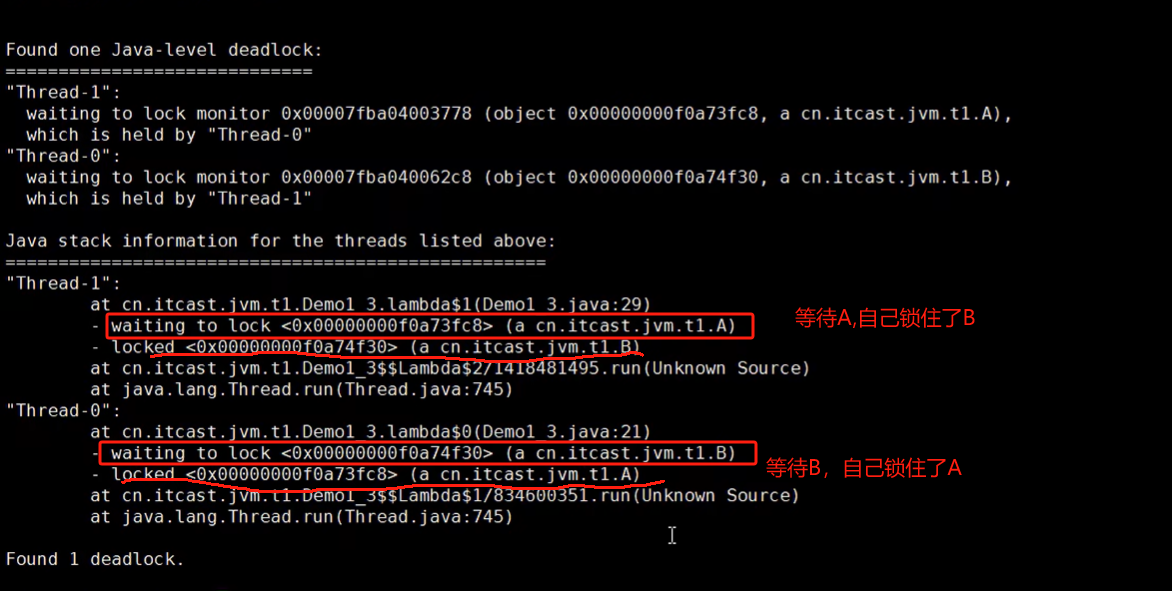 Found one Java-level deadlock:
=============================
"Thread-1":
  waiting to lock monitor 0x00007fba04003778 (object 0x00000000f0a73fc8, a cn.itcast.jvm.t1.A),
  which is held by "Thread-0"
"Thread-0":
  waiting to lock monitor 0x00007fba040062c8 (object 0x00000000f0a74f30, a cn.itcast.jvm.t1.B),
  which is held by "Thread-1"
Java stack information for the threads listed above:
===================================================
"Thread-1":
        at cn.itcast.jvm.t1.Demo1_3.lambda$1(Demo1_3.java:29)
        - waiting to lock <0x00000000f0a73fc8> (a cn.itcast.jvm.t1.A) 等待A,自己锁住了B
        - locked <0x00000000f0a74f30> (a cn.itcast.jvm.t1.B)
        at cn.itcast.jvm.t1.Demo1_3$$Lambda$2/1418481495.run(Unknown Source)
        at java.lang.Thread.run(Thread.java:745)
"Thread-0":
        at cn.itcast.jvm.t1.Demo1_3.lambda$0(Demo1_3.java:21)
        - waiting to lock <0x00000000f0a74f30> (a cn.itcast.jvm.t1.B)
        - locked <0x00000000f0a73fc8> (a cn.itcast.jvm.t1.A) 等待B，自己锁住了A
        at cn.itcast.jvm.t1.Demo1_3$$Lambda$1/834600351.run(Unknown Source)
        at java.lang.Thread.run(Thread.java:745)
Found 1 deadlock.